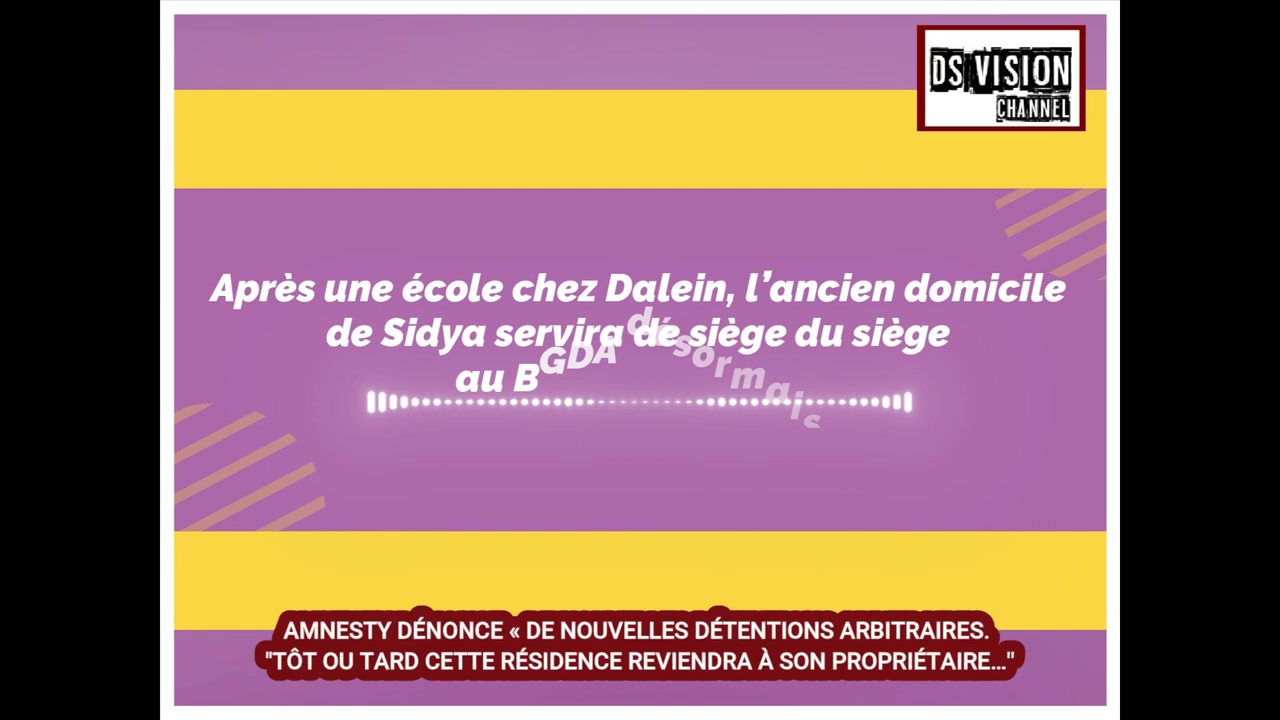 DS VISION
CHANNEL
Après une école chez Dalein, l’ancien domicile
de Sidya servira de siège du siège
au BGDA désormais
AMNESTY DÉNONCE « DE NOUVELLES DÉTENTIONS ARBITRAIRES.
"TÔT OU TARD CETTE RÉSIDENCE REVIENDRA À SON PROPRIÉTAIRE…"